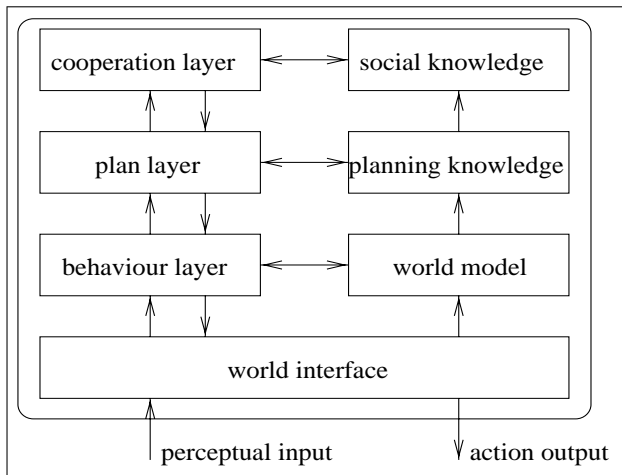 cooperation layer
social knowledge
plan layer
planning knowledge
behaviour layer
world model
world interface
perceptual input
action output